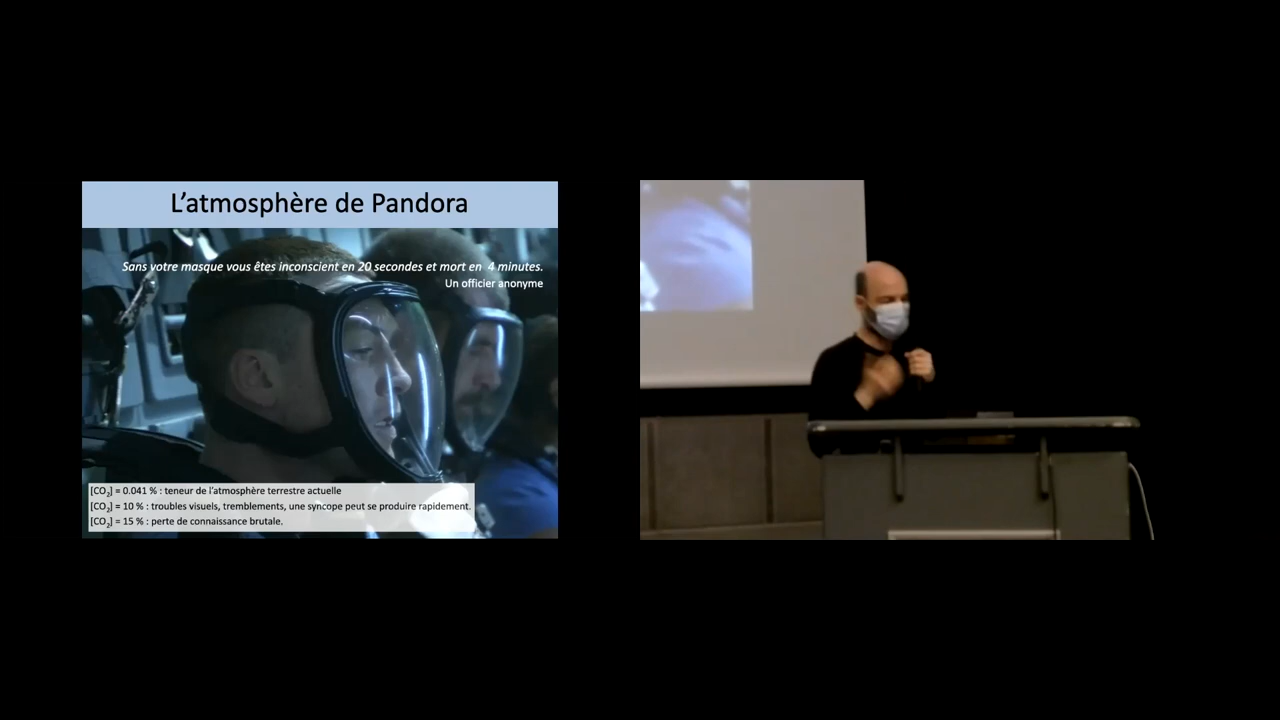 L'atmosphère de Pandora
Sans votre masque vous êtes inconscient en 20 secondes et mort en 4 minutes.
Un officier anonyme
[CO₂] = 0.041 % : teneur de l'atmosphère terrestre actuelle
[CO₂] = 10 % : troubles visuels, tremblements, une syncope peut se produire rapidement.
[CO₂] = 15 % : perte de connaissance brutale.